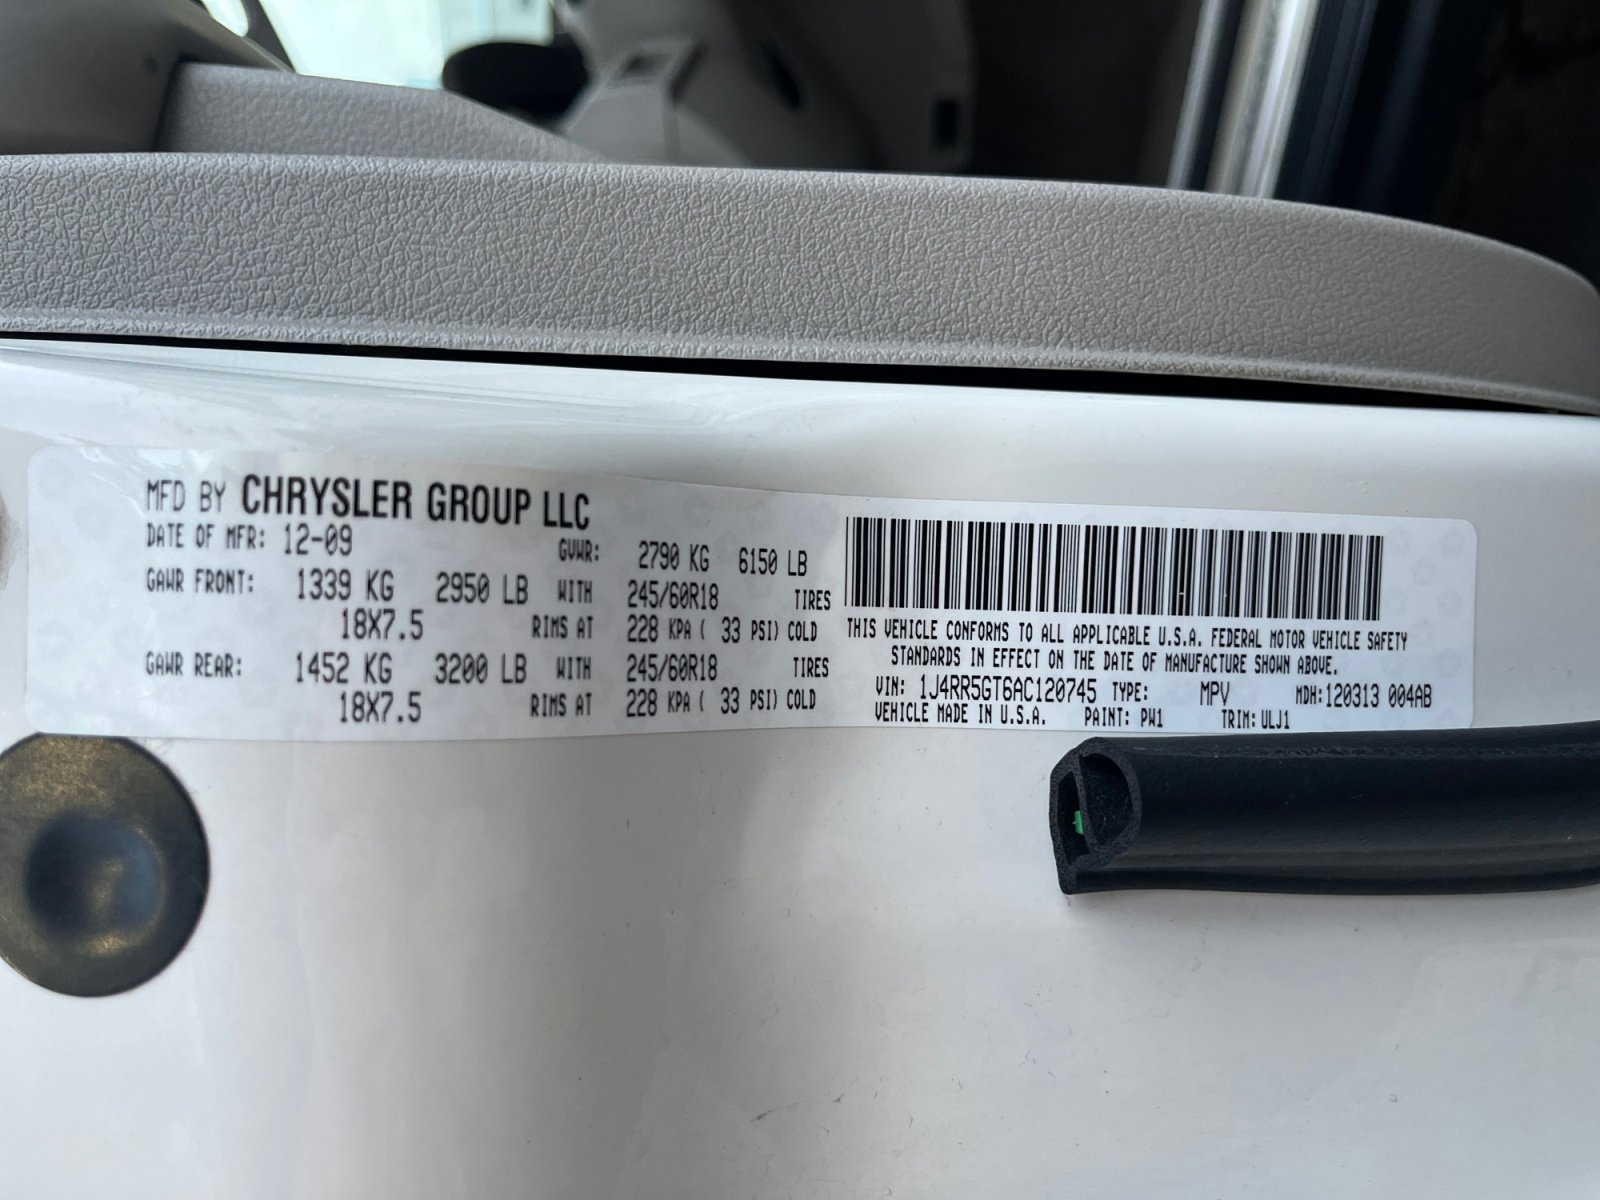 MFD BY CHRYSLER GROUP LLC
DATE OF MFR: 12-09 GVWR: 2790 KG 6150 LB
GAWR FRONT: 1339 KG 2950 LB WITH 245/60R18 TIRES
18X7.5 RIMS AT 228 KPA ( 33 PSI) COLD
GAWR REAR: 1452 KG 3200 LB WITH 245/60R18 TIRES
18X7.5 RIMS AT 228 KPA ( 33 PSI) COLD
THIS VEHICLE CONFORMS TO ALL APPLICABLE U.S.A. FEDERAL MOTOR VEHICLE SAFETY
STANDARDS IN EFFECT ON THE DATE OF MANUFACTURE SHOWN ABOVE.
VIN: 1J4RR5GT6AC120745 TYPE: MPV MDH:120313 004AB
VEHICLE MADE IN U.S.A. PAINT: PW1 TRIM: ULJ1